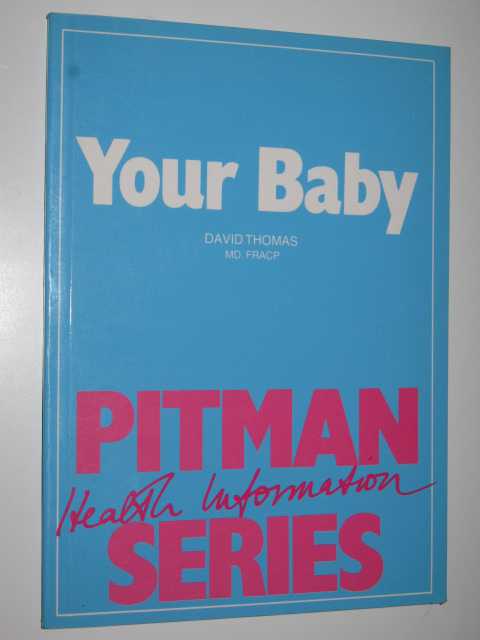 Your Baby
DAVID THOMAS
MD. FRACP
PITMAN
Health Information
SERIES